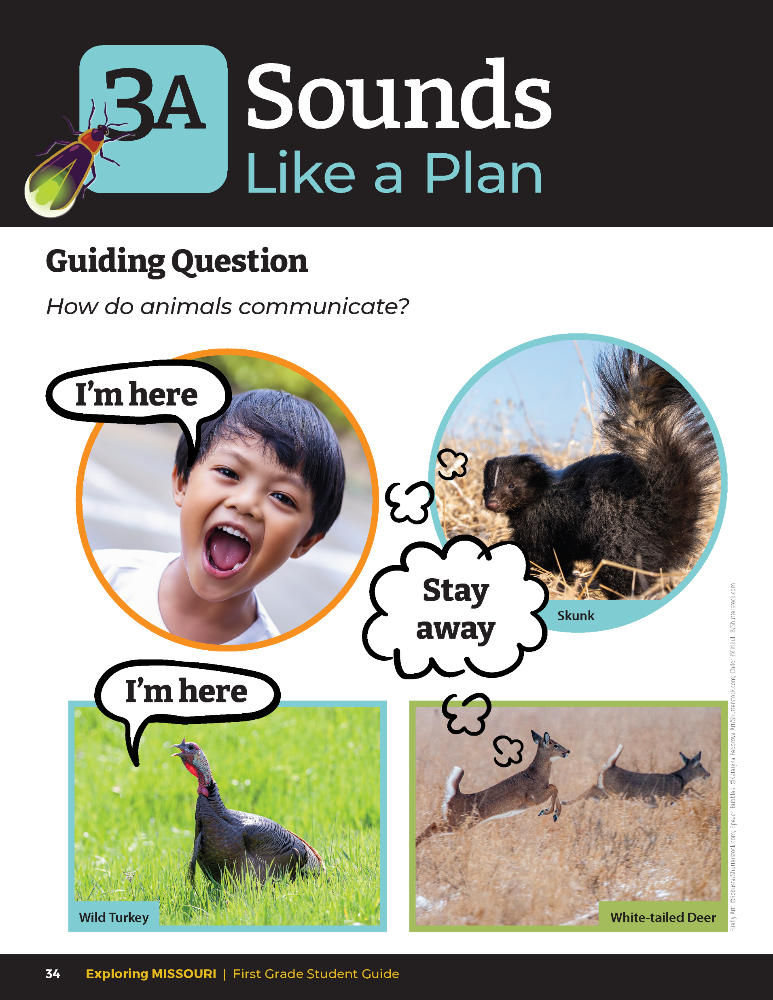 3A
Sounds
Like a Plan
Guiding Question
How do animals communicate?
I'm here
Stay
away
Skunk
I'm here
Wild Turkey
White-tailed Deer
34 Exploring MISSOURI | First Grade Student Guide